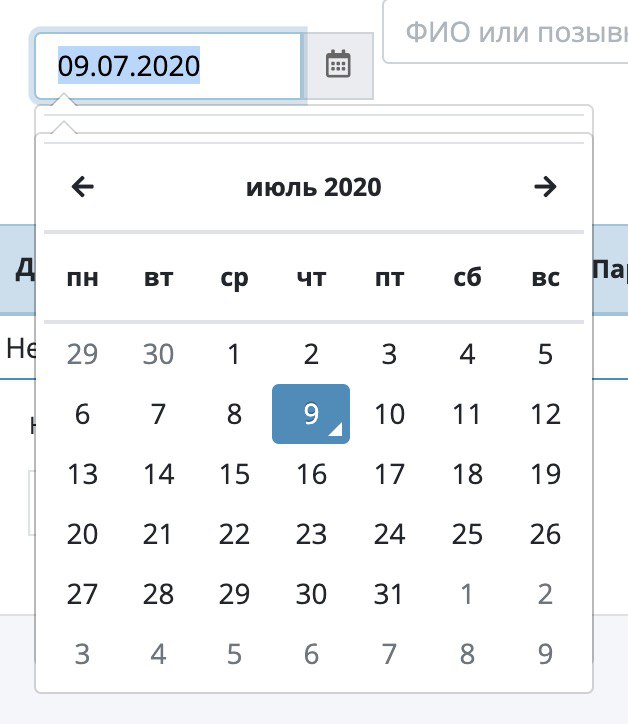 ФИО или позыв
09.07.2020
июль 2020
пн вт ср чт пт сб вс
29 30 1 2 3 4 5
6 7 8 9 10 11 12
13 14 15 16 17 18 19
20 21 22 23 24 25 26
27 28 29 30 31 1 2
3 4 5 6 7 8 9